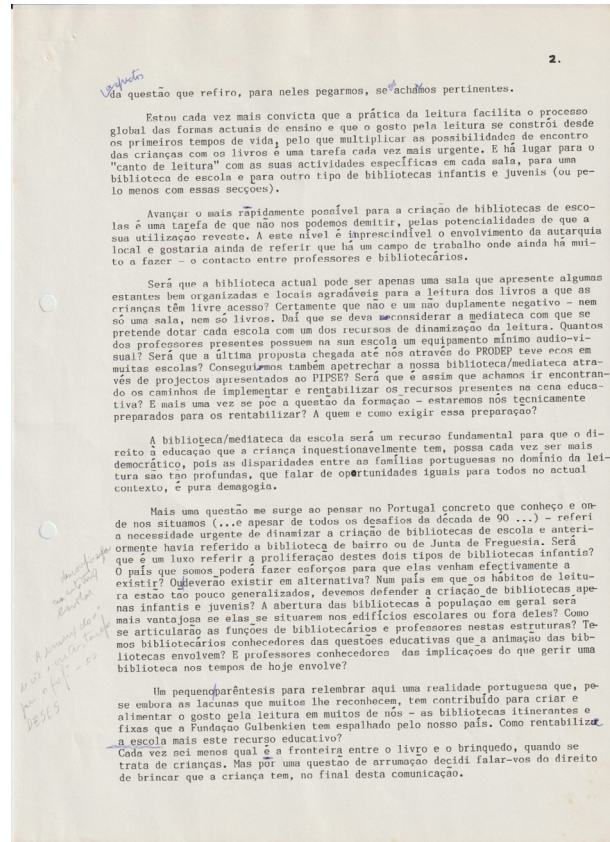 2.
aspectos
da questão que refiro, para neles pegarmos, se achamos pertinentes.
Estou cada vez mais convicta que a prática da leitura facilita o processo
global das formas actuais de ensino e que o gosto pela leitura se constrói desde
os primeiros tempos de vida, pelo que multiplicar as possibilidades de encontro
das crianças com os livros é uma tarefa cada vez mais urgente. E há lugar para o
"canto de leitura" com as suas actividades específicas em cada sala, para uma
biblioteca de escola e para outro tipo de bibliotecas infantis e juvenis (ou pe-
lo menos com essas secções).
Avançar o mais rapidamente possível para a criação de bibliotecas de esco-
las é uma tarefa de que não nos podemos demitir, pelas potencialidades de que a
sua utilização reveste. A este nível é imprescindível o envolvimento da autarquia
local e gostaria ainda de referir que há um campo de trabalho onde ainda há mui-
to a fazer - o contacto entre professores e bibliotecários.
Será que a biblioteca actual pode ser apenas uma sala que apresente algumas
estantes bem organizadas e locais agradáveis para a leitura dos livros a que as
crianças têm livre acesso? Certamente que não e um não duplamente negativo - nem
só uma sala, nem só livros. Daí que se deva considerar a mediateca com que se
pretende dotar cada escola com um dos recursos de dinamização da leitura. Quantos
dos professores presentes possuem na sua escola um equipamento mínimo audio-vi-
sual? Será que a última proposta chegada até nós através do PRODEP teve ecos em
muitas escolas? Conseguiremos também apetrechar a nossa biblioteca/mediateca atra-
vés de projectos apresentados ao PIPSE? Será que é assim que achamos ir encontran-
do os caminhos de implementar e rentabilizar os recursos presentes na cena educa-
tiva? E mais uma vez se põe a questão da formação - estaremos nós tecnicamente
preparados para os rentabilizar? A quem e como exigir essa preparação?
A biblioteca/mediateca da escola será um recurso fundamental para que o di-
reito à educação que a criança inquestionavelmente tem, possa cada vez ser mais
democrático, pois as disparidades entre as famílias portuguesas no domínio da lei-
tura são tão profundas, que falar de oportunidades iguais para todos no actual
contexto, é pura demagogia.
Mais uma questão me surge ao pensar no Portugal concreto que conheço e on-
de nos situamos (...e apesar de todos os desafios da década de 90 ...) - referi
a necessidade urgente de dinamizar a criação de bibliotecas de escola e anteri-
ormente havia referido a biblioteca de bairro ou de Junta de Freguesia. Será
que é um luxo referir a proliferação destes dois tipos de bibliotecas infantis?
O país que somos poderá fazer esforços para que elas venham efectivamente a
existir? Ou deverão existir em alternativa? Num país em que os hábitos de leitu-
ra estão tão pouco generalizados, devemos defender a criação de bibliotecas ape-
nas infantis e juvenis? A abertura das bibliotecas à população em geral será
mais vantajosa se elas se situarem nos edifícios escolares ou fora deles? Como
se articularão as funções de bibliotecários e professores nestas estruturas? Te-
mos bibliotecários conhecedores das questões educativas que a animação das bib-
liotecas envolvem? E professores conhecedores das implicações do que gerir uma
biblioteca nos tempos de hoje envolve?
Um pequeno parêntesis para relembrar aqui uma realidade portuguesa que, pe-
se embora as lacunas que muitos lhe reconhecem, tem contribuído para criar e
alimentar o gosto pela leitura em muitos de nós - as bibliotecas itinerantes e
fixas que a Fundação Gulbenkien tem espalhado pelo nosso país. Como rentabilizar
a escola mais este recurso educativo?
Cada vez sei menos qual é a fronteira entre o livro e o brinquedo, quando se
trata de crianças. Mas por uma questão de arrumação decidi falar-vos do direito
de brincar que a criança tem, no final desta comunicação.
DESES